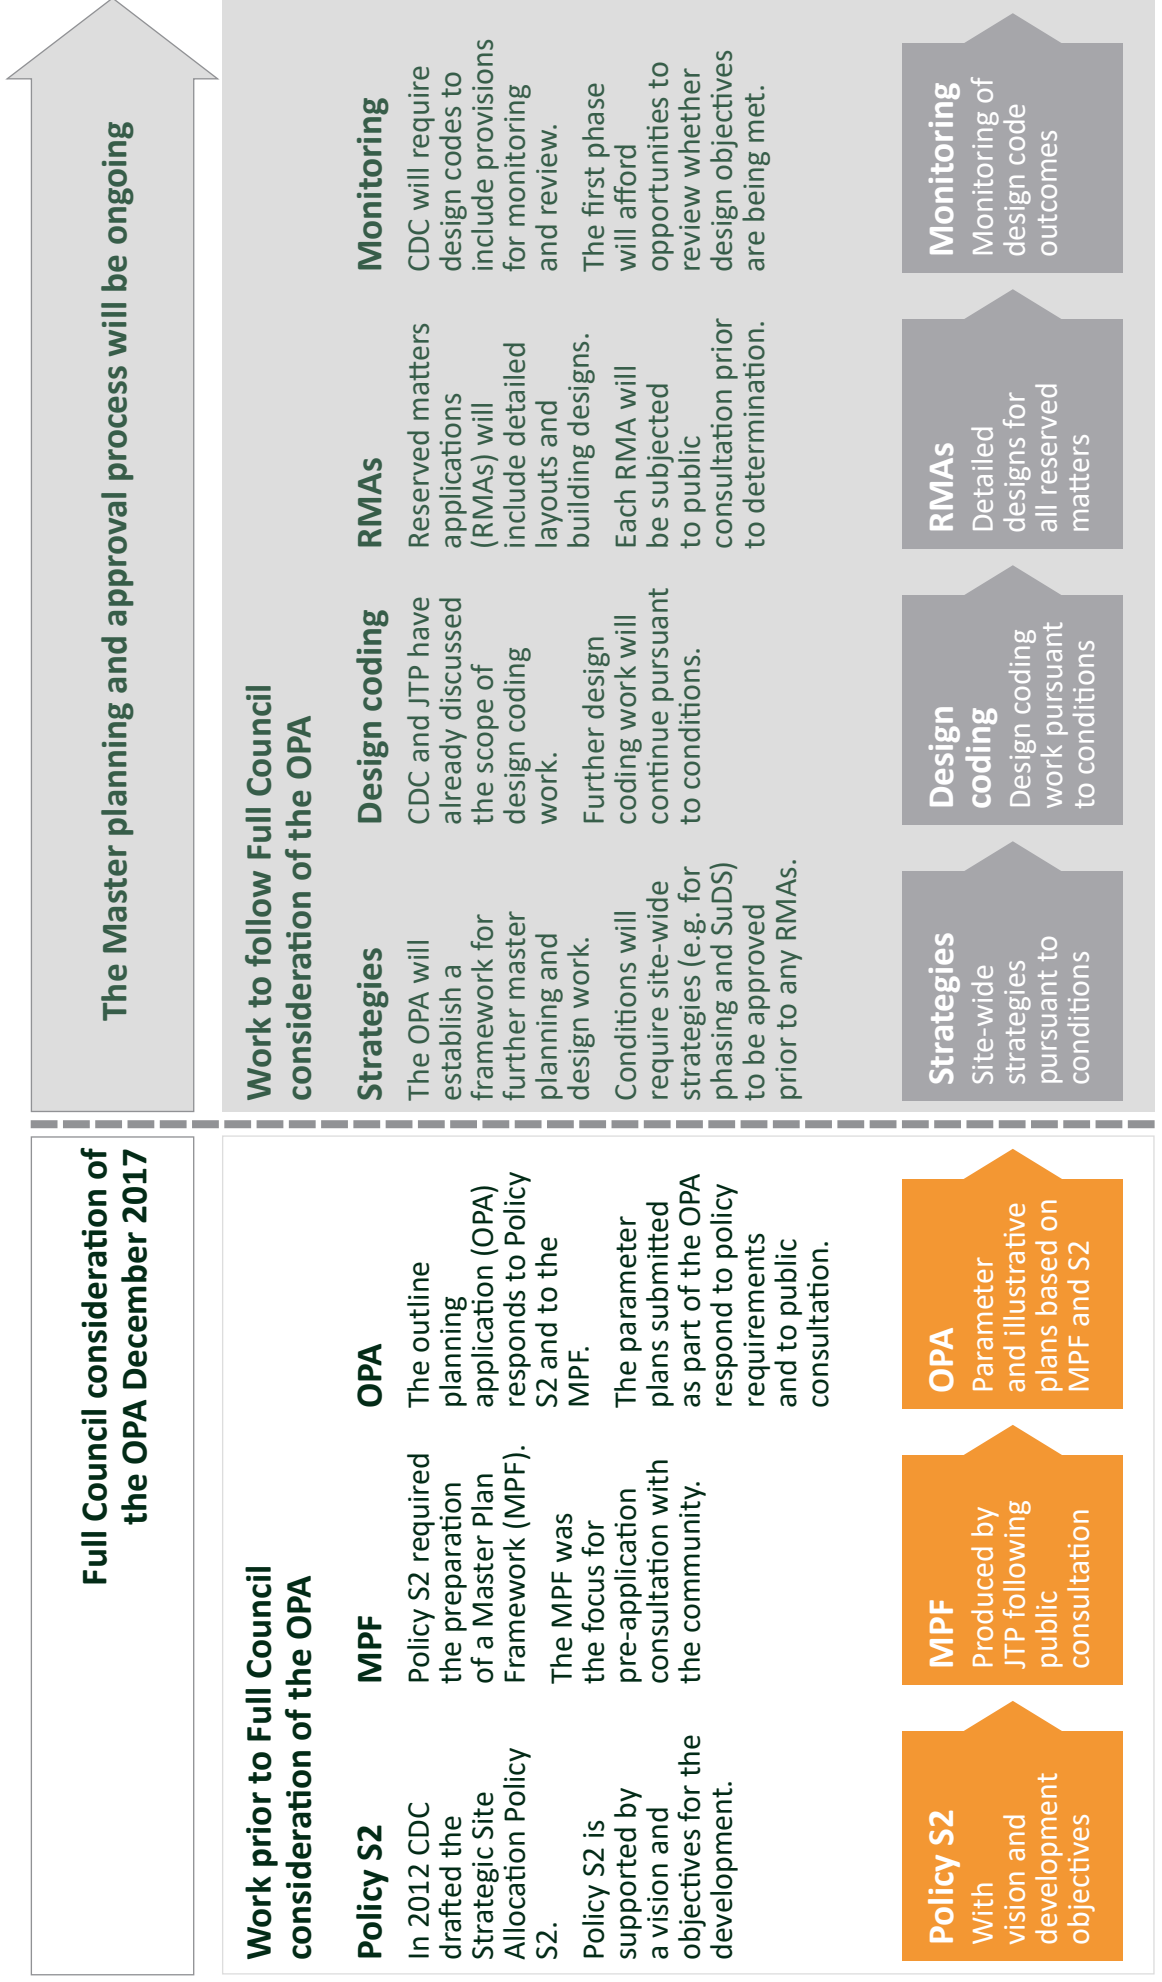 Full Council consideration of
the OPA December 2017
The Master planning and approval process will be ongoing
Work prior to Full Council
consideration of the OPA
Policy S2
In 2012 CDC
drafted the
Strategic Site
Allocation Policy
S2.
Policy S2 is
supported by
a vision and
objectives for the
development.
MPF
Policy S2 required
the preparation
of a Master Plan
Framework (MPF).
The MPF was
the focus for
pre-application
consultation with
the community.
OPA
The outline
planning
application (OPA)
responds to Policy
S2 and to the
MPF.
The parameter
plans submitted
as part of the OPA
respond to policy
requirements
and to public
consultation.
Work to follow Full Council
consideration of the OPA
Strategies
The OPA will
establish a
framework for
further master
planning and
design work.
Conditions will
require site-wide
strategies (e.g. for
phasing and SuDS)
to be approved
prior to any RMAs.
Design coding
CDC and JTP have
already discussed
the scope of
design coding
work.
Further design
coding work will
continue pursuant
to conditions.
RMAs
Reserved matters
applications
(RMAs) will
include detailed
layouts and
building designs.
Each RMA will
be subjected
to public
consultation prior
to determination.
Monitoring
CDC will require
design codes to
include provisions
for monitoring
and review.
The first phase
will afford
opportunities to
review whether
design objectives
are being met.
Policy S2
With
vision and
development
objectives
MPF
Produced by
JTP following
public
consultation
OPA
Parameter
and illustrative
plans based on
MPF and S2
Strategies
Site-wide
strategies
pursuant to
conditions
Design
coding
Design coding
work pursuant
to conditions
RMAs
Detailed
designs for
all reserved
matters
Monitoring
Monitoring of
design code
outcomes